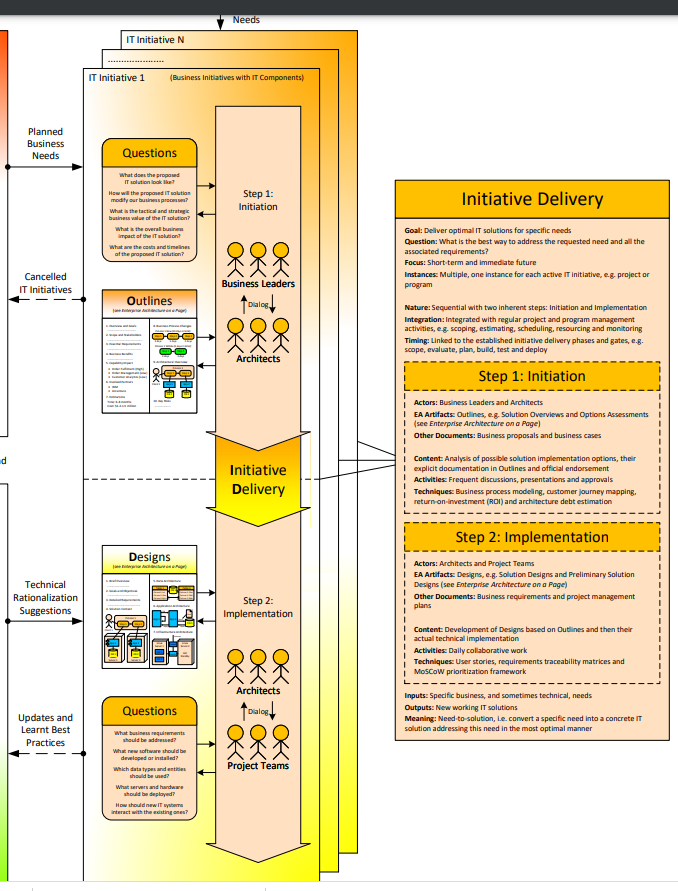 Needs
IT Initiative N
.....................
IT Initiative 1
(Business Initiatives with IT Components)
Planned
Business
Needs
Cancelled
IT Initiatives
d
Technical
Rationalization
Suggestions
Updates and
Learnt Best
Practices
Questions
What does the proposed
IT solution look like?
How will the proposed IT solution
modify our business processes?
What is the tactical and strategic
business value of the IT solution?
What is the overall business
impact of the IT solution?
What are the costs and timelines
of the proposed IT solution?
Outlines
(see Enterprise Architecture on a Page)
Step 1:
Initiation
Business Leaders
Dialog
Architects
Initiative
Delivery
Designs
(see Enterprise Architecture on a Page)
Step 2:
Implementation
Architects
Dialog
Project Teams
Questions
What business requirements
should be addressed?
What new software should be
developed or installed?
Which data types and entities
should be used?
What servers and hardware
should be deployed?
How should new IT systems
interact with the existing ones?
Initiative Delivery
Goal: Deliver optimal IT solutions for specific needs
Question: What is the best way to address the requested need and all the
associated requirements?
Focus: Short-term and immediate future
Instances: Multiple, one instance for each active IT initiative, e.g. project or
program
Nature: Sequential with two inherent steps: Initiation and Implementation
Integration: Integrated with regular project and program management
activities, e.g. scoping, estimating, scheduling, resourcing and monitoring
Timing: Linked to the established initiative delivery phases and gates, e.g.
scope, evaluate, plan, build, test and deploy
Step 1: Initiation
Actors: Business Leaders and Architects
EA Artifacts: Outlines, e.g. Solution Overviews and Options Assessments
(see Enterprise Architecture on a Page)
Other Documents: Business proposals and business cases
Content: Analysis of possible solution implementation options, their
explicit documentation in Outlines and official endorsement
Activities: Frequent discussions, presentations and approvals
Techniques: Business process modeling, customer journey mapping,
return-on-investment (ROI) and architecture debt estimation
Step 2: Implementation
Actors: Architects and Project Teams
EA Artifacts: Designs, e.g. Solution Designs and Preliminary Solution
Designs (see Enterprise Architecture on a Page)
Other Documents: Business requirements and project management
plans
Content: Development of Designs based on Outlines and then their
actual technical implementation
Activities: Daily collaborative work
Techniques: User stories, requirements traceability matrices and
MoSCoW prioritization framework
Inputs: Specific business, and sometimes technical, needs
Outputs: New working IT solutions
Meaning: Need-to-solution, i.e. convert a specific need into a concrete IT
solution addressing this need in the most optimal manner